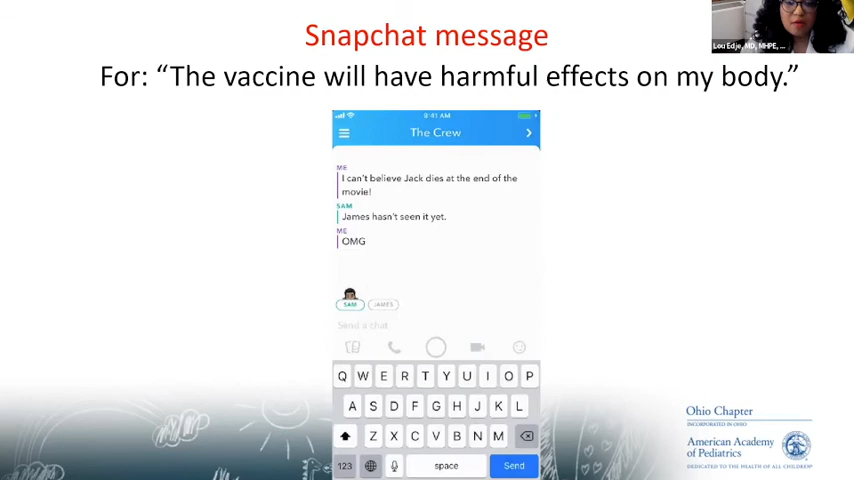 Snapchat message
Lou Edje, MD, MHPE, ...
For: “The vaccine will have harmful effects on my body.”
9:41 AM
The Crew
ME
I can't believe Jack dies at the end of the
movie!
SAM
James hasn't seen it yet.
ME
OMG
SAM JAMES
Send a chat
Q W E R T Y U I O P
A S D F G H J K L
Z X C V B N M
123 space Send
Ohio Chapter
INCORPORATED IN OHIO
American Academy
of Pediatrics
DEDICATED TO THE HEALTH OF ALL CHILDREN